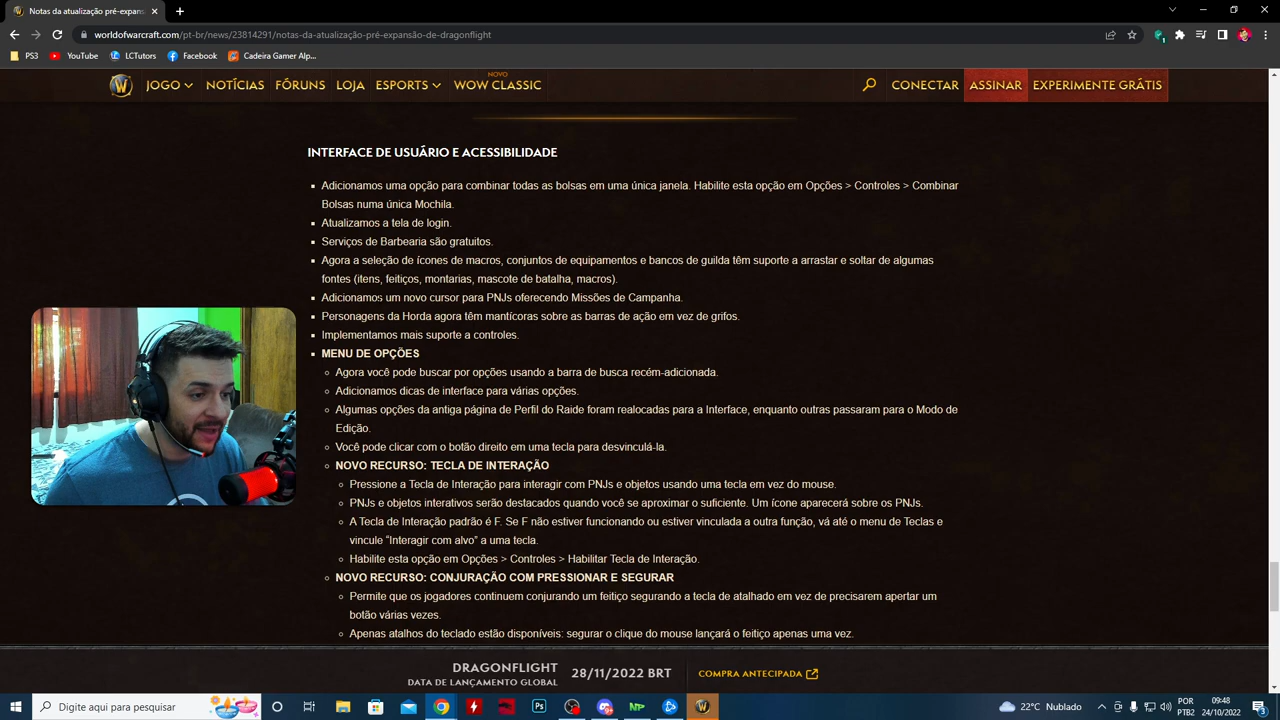 Notas da atualização pré-expans
worldofwarcraft.com/pt-br/news/23814291/notas-da-atualização-pré-expansão-de-dragonflight
PS3 YouTube LCTutors Facebook Cadeira Gamer Alp...
JOGO NOTÍCIAS FÓRUNS LOJA ESPORTS NOVO WOW CLASSIC CONECTAR ASSINAR EXPERIMENTE GRÁTIS
INTERFACE DE USUÁRIO E ACESSIBILIDADE
Adicionamos uma opção para combinar todas as bolsas em uma única janela. Habilite esta opção em Opções > Controles > Combinar
Bolsas numa única Mochila.
Atualizamos a tela de login.
Serviços de Barbearia são gratuitos.
Agora a seleção de ícones de macros, conjuntos de equipamentos e bancos de guilda têm suporte a arrastar e soltar de algumas
fontes (itens, feitiços, montarias, mascote de batalha, macros).
Adicionamos um novo cursor para PNJs oferecendo Missões de Campanha.
Personagens da Horda agora têm mantícoras sobre as barras de ação em vez de grifos.
Implementamos mais suporte a controles.
MENU DE OPÇÕES
Agora você pode buscar por opções usando a barra de busca recém-adicionada.
Adicionamos dicas de interface para várias opções.
Algumas opções da antiga página de Perfil do Raide foram realocadas para a Interface, enquanto outras passaram para o Modo de
Edição.
Você pode clicar com o botão direito em uma tecla para desvinculá-la.
NOVO RECURSO: TECLA DE INTERAÇÃO
Pressione a Tecla de Interação para interagir com PNJs e objetos usando uma tecla em vez do mouse.
PNJs e objetos interativos serão destacados quando você se aproximar o suficiente. Um ícone aparecerá sobre os PNJs.
A Tecla de Interação padrão é F. Se F não estiver funcionando ou estiver vinculada a outra função, vá até o menu de Teclas e
vincule “Interagir com alvo” a uma tecla.
Habilite esta opção em Opções > Controles > Habilitar Tecla de Interação.
NOVO RECURSO: CONJURAÇÃO COM PRESSIONAR E SEGURAR
Permite que os jogadores continuem conjurando um feitiço segurando a tecla de atalhado em vez de precisarem apertar um
botão várias vezes.
Apenas atalhos do teclado estão disponíveis: segurar o clique do mouse lançará o feitiço apenas uma vez.
DRAGONFLIGHT
DATA DE LANÇAMENTO GLOBAL
28/11/2022 BRT
COMPRA ANTECIPADA
Digite aqui para pesquisar
22°C Nublado
POR
PTB2
09:48
24/10/2022